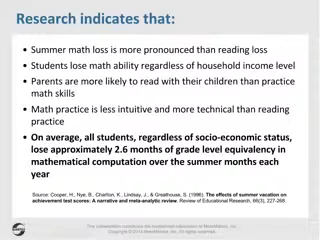 Research indicates that:
• Summer math loss is more pronounced than reading loss
• Students lose math ability regardless of household income level
• Parents are more likely to read with their children than practice
math skills
• Math practice is less intuitive and more technical than reading
practice
• On average, all students, regardless of socio-economic status,
lose approximately 2.6 months of grade level equivalency in
mathematical computation over the summer months each
year
Source: Cooper, H., Nye, B., Charlton, K., Lindsay, J., & Greathouse, S. (1996). The effects of summer vacation on
achievement test scores: A narrative and meta-analytic review. Review of Educational Research, 66(3), 227-268.